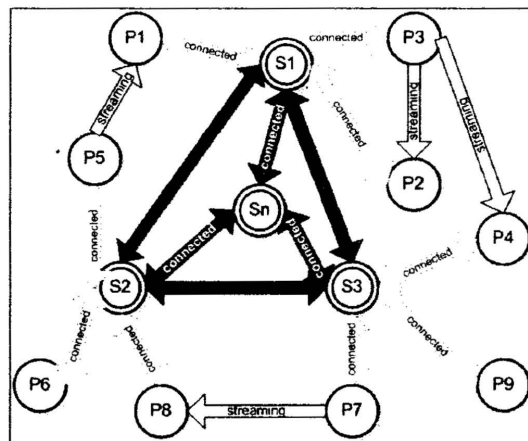 P1
P3
connected
S1
connected
streaming
connected
connected
streaming
streaming
P5
P2
Sn
P4
connected
connected
connected
connected
S2
S3
connected
connected
connected
connected
P6
P8
streaming
P7
P9